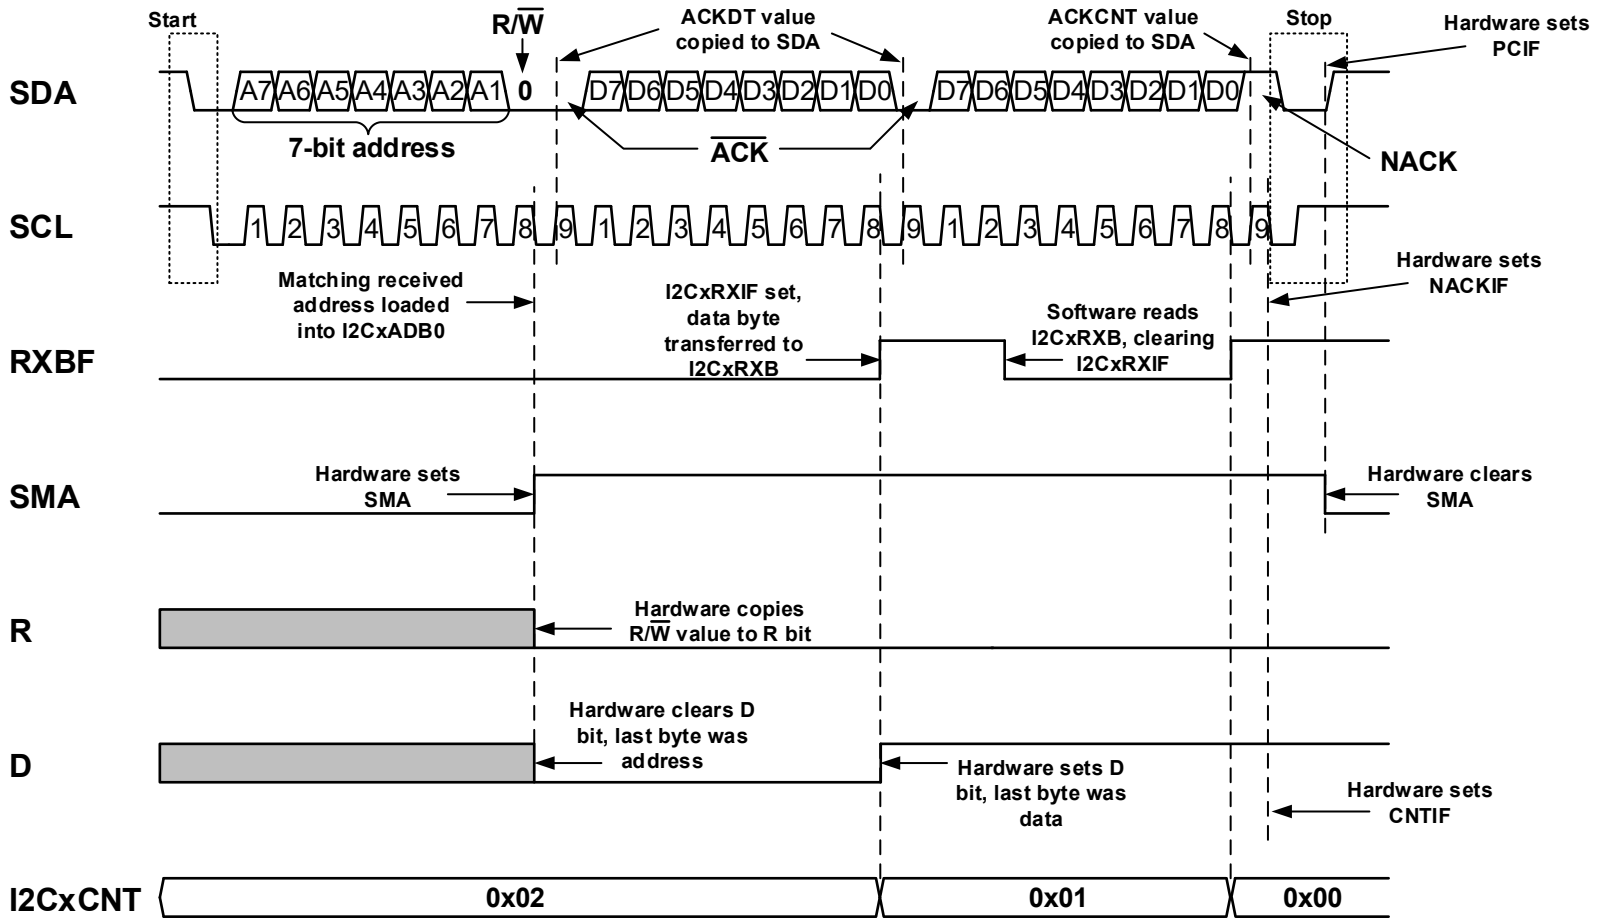 Start
R/W
ACKDT value
copied to SDA
ACKCNT value
copied to SDA
Stop
Hardware sets
PCIF
SDA
A7 A6 A5 A4 A3 A2 A1 0 D7 D6 D5 D4 D3 D2 D1 D0 D7 D6 D5 D4 D3 D2 D1 D0
7-bit address
ACK
NACK
SCL
1 2 3 4 5 6 7 8 9 1 2 3 4 5 6 7 8 9 1 2 3 4 5 6 7 8 9
Matching received
address loaded
into I2CxADB0
I2CxRXIF set,
data byte
transferred to
I2CxRXB
Software reads
I2CxRXB, clearing
I2CxRXIF
Hardware sets
NACKIF
RXBF
SMA
Hardware sets
SMA
Hardware clears
SMA
R
Hardware copies
R/W value to R bit
D
Hardware clears D
bit, last byte was
address
Hardware sets D
bit, last byte was
data
Hardware sets
CNTIF
I2CxCNT
0x02
0x01
0x00